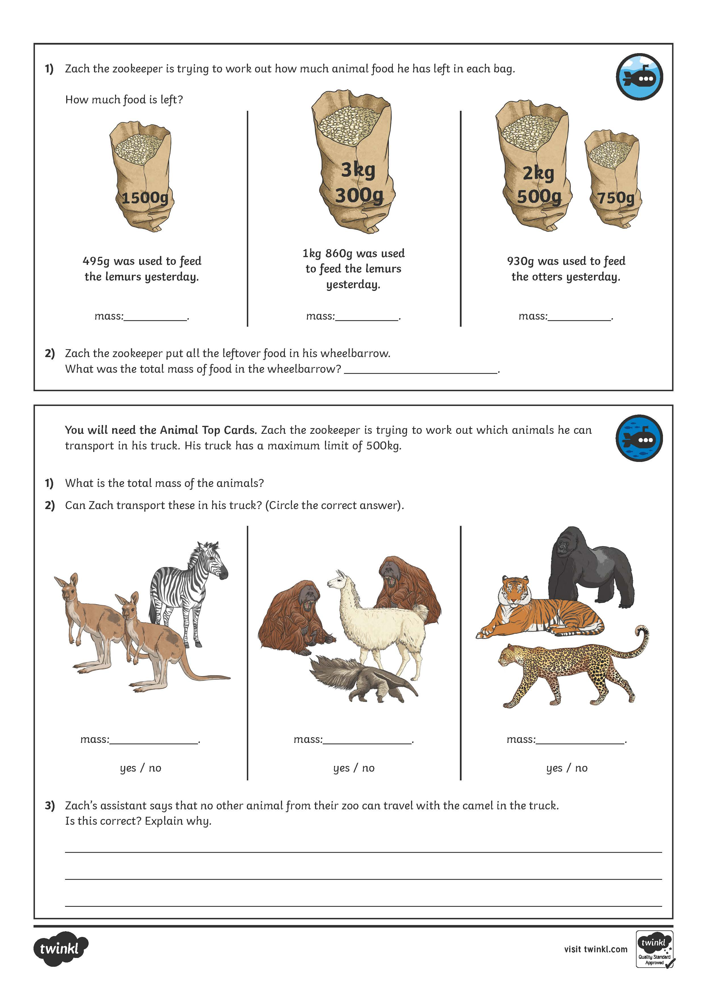 1) Zach the zookeeper is trying to work out how much animal food he has left in each bag.
How much food is left?
1500g
495g was used to feed
the lemurs yesterday.
mass:___________.
3kg
300g
1kg 860g was used
to feed the lemurs
yesterday.
mass:___________.
2kg
500g
750g
930g was used to feed
the otters yesterday.
mass:___________.
2) Zach the zookeeper put all the leftover food in his wheelbarrow.
What was the total mass of food in the wheelbarrow? ___________________________.
You will need the Animal Top Cards. Zach the zookeeper is trying to work out which animals he can
transport in his truck. His truck has a maximum limit of 500kg.
1) What is the total mass of the animals?
2) Can Zach transport these in his truck? (Circle the correct answer).
mass:________________.
yes / no
mass:________________.
yes / no
mass:________________.
yes / no
3) Zach’s assistant says that no other animal from their zoo can travel with the camel in the truck.
Is this correct? Explain why.
twinkl
visit twinkl.com
twinkl
Quality Standard
Approved